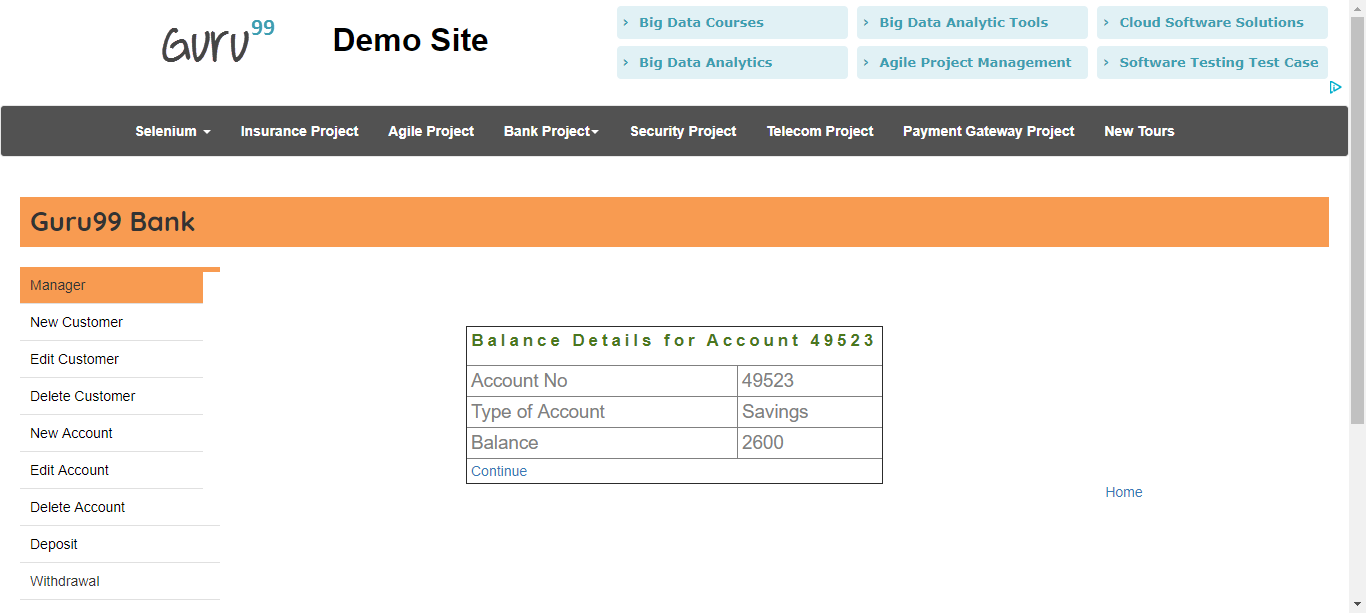 Guru99
Demo Site
› Big Data Courses
› Big Data Analytic Tools
› Cloud Software Solutions
› Big Data Analytics
› Agile Project Management
› Software Testing Test Case
Selenium Insurance Project Agile Project Bank Project Security Project Telecom Project Payment Gateway Project New Tours
Guru99 Bank
Manager
New Customer
Edit Customer
Delete Customer
New Account
Edit Account
Delete Account
Deposit
Withdrawal
Balance Details for Account 49523
Account No 49523
Type of Account Savings
Balance 2600
Continue
Home